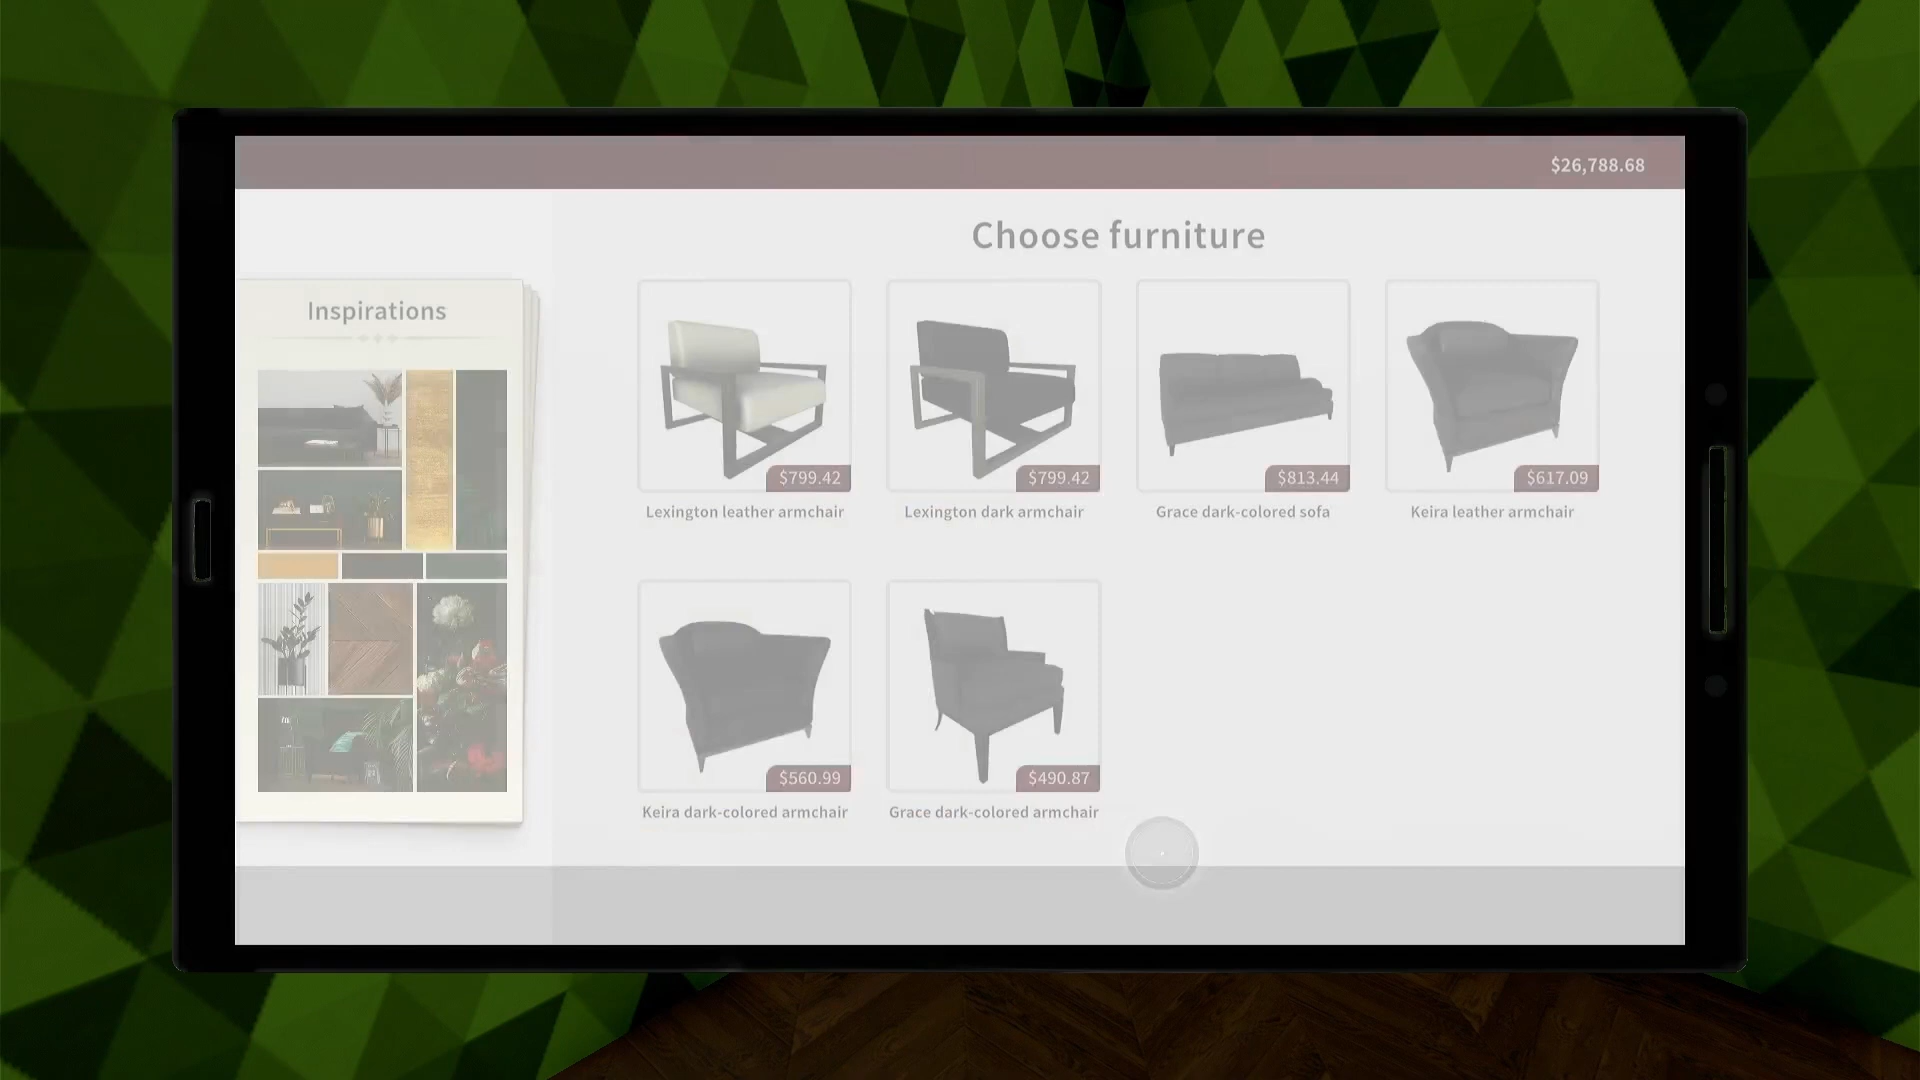 $26,788.68
Choose furniture
Inspirations
$799.42
$799.42
$813.44
$617.09
Lexington leather armchair
Lexington dark armchair
Grace dark-colored sofa
Keira leather armchair
$560.99
$490.87
Keira dark-colored armchair
Grace dark-colored armchair